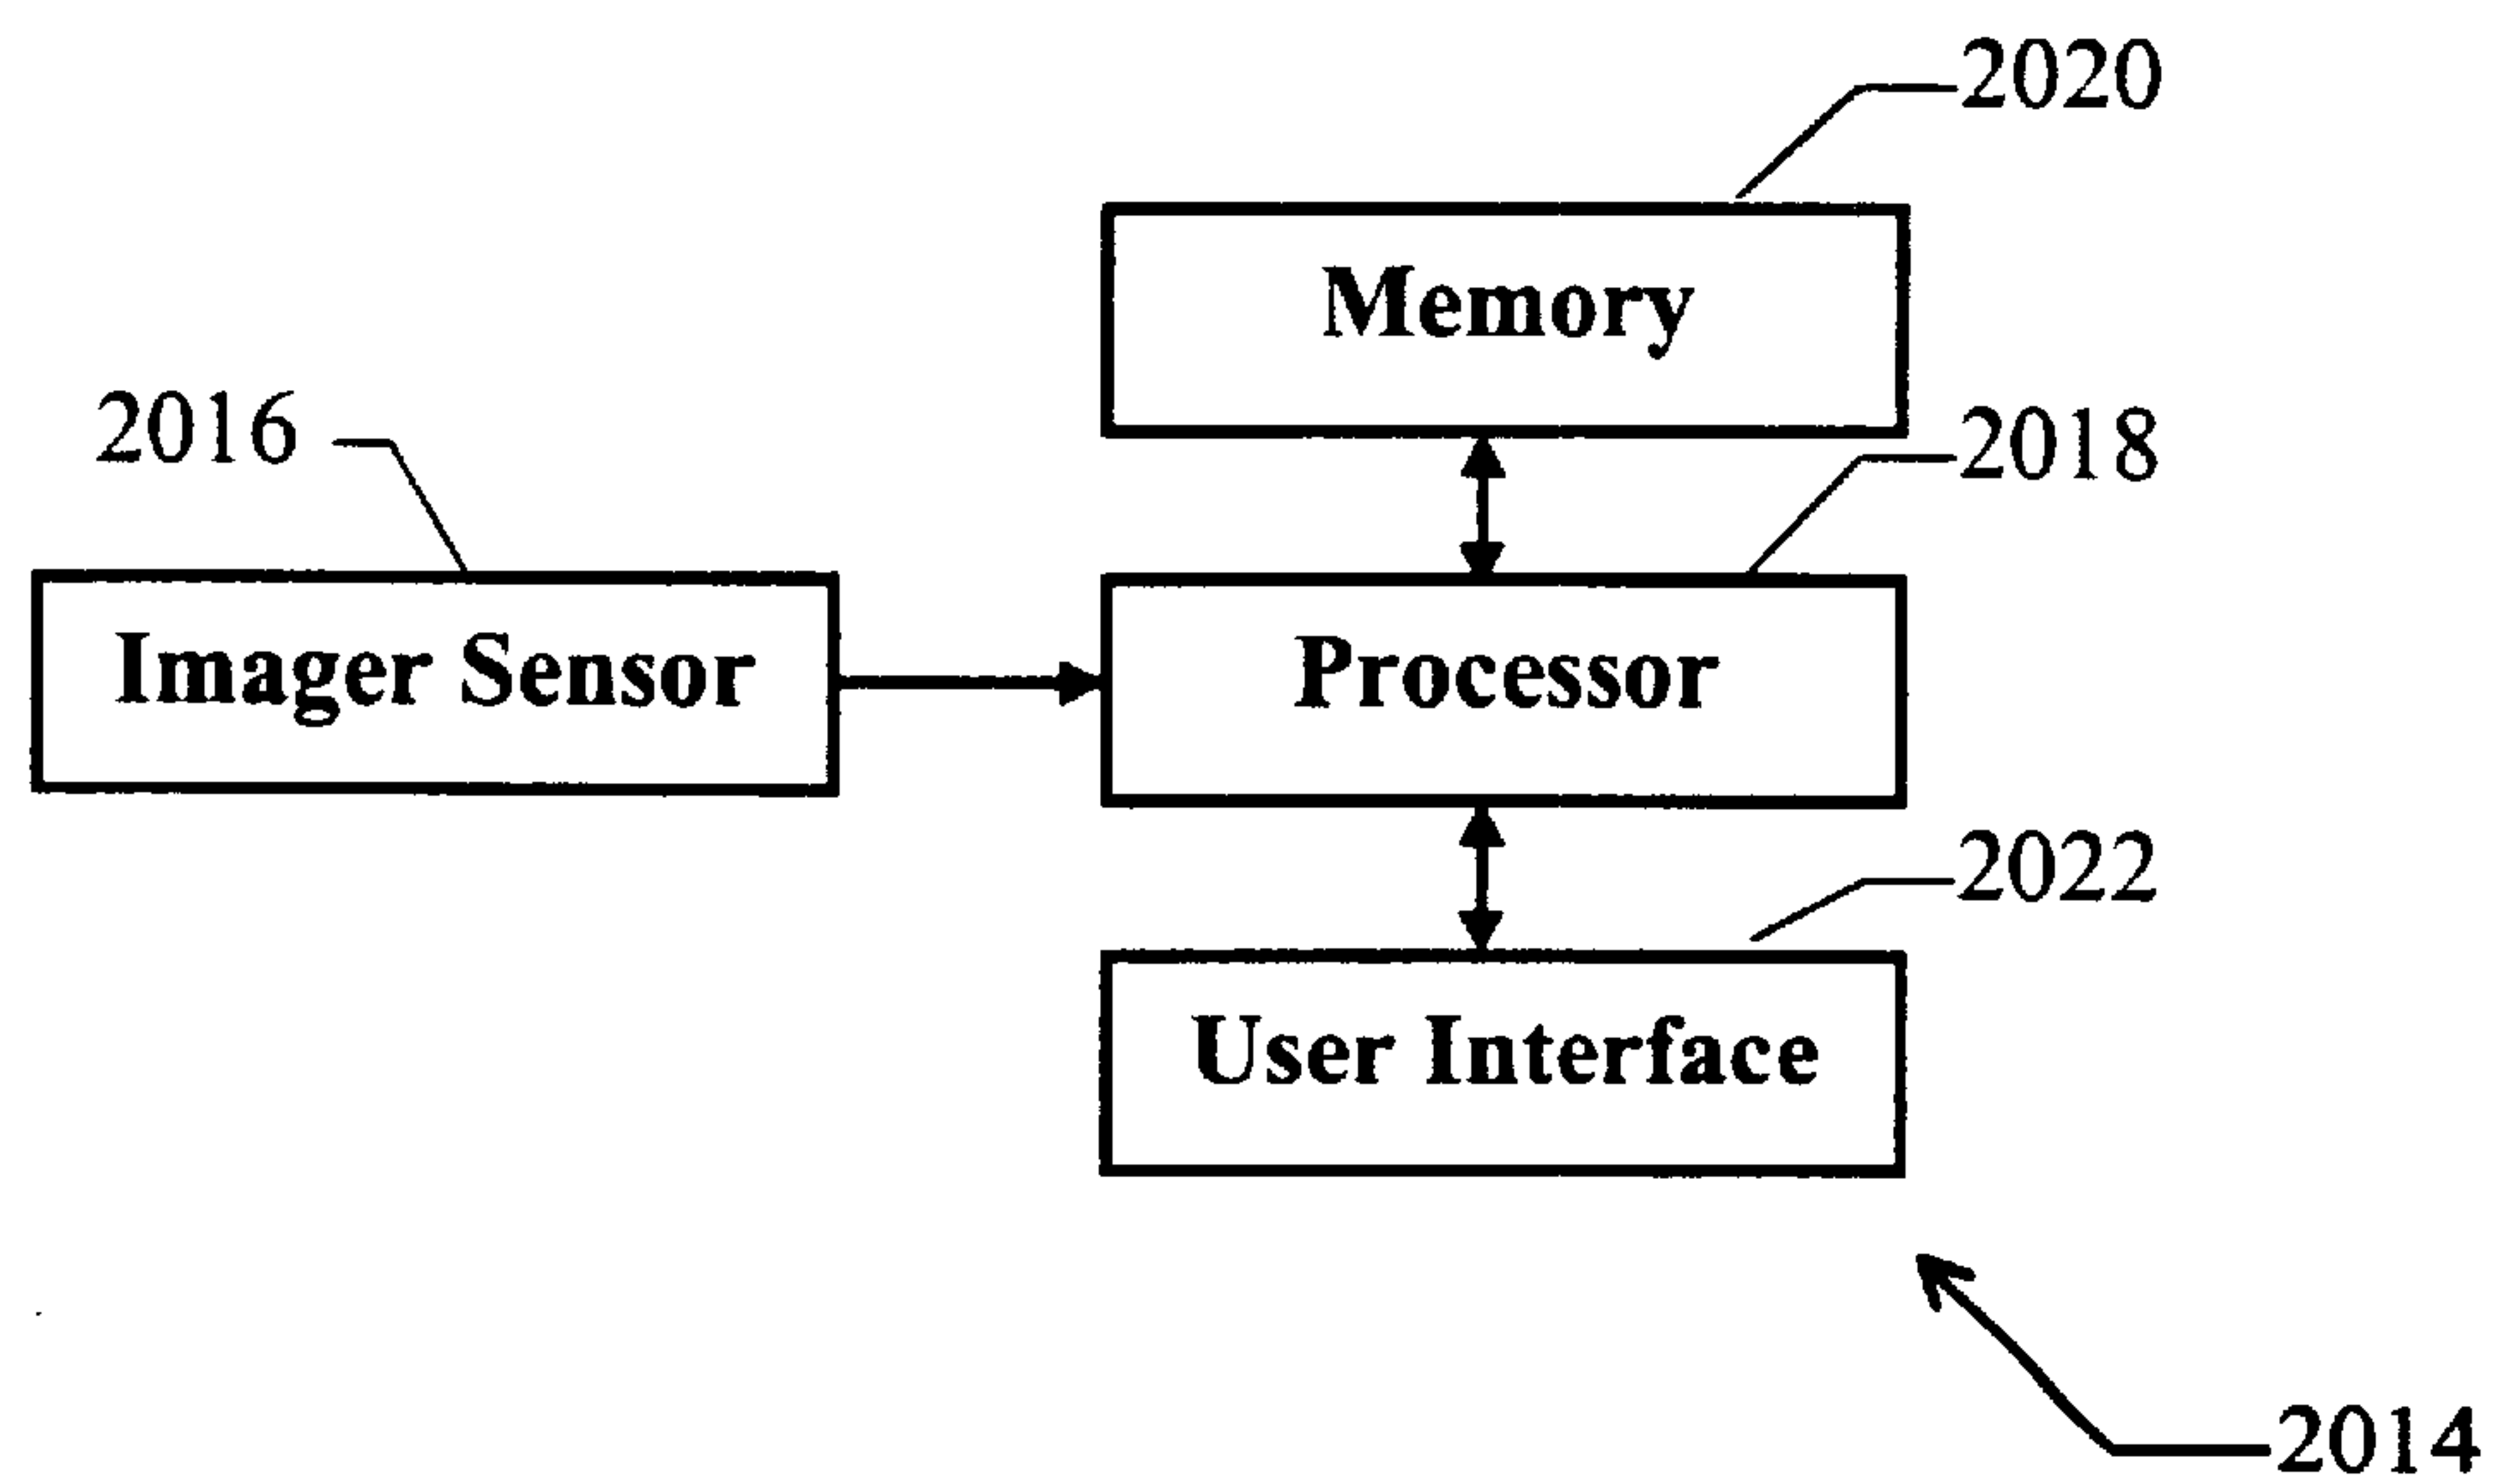 2020
Memory
2016
2018
Imager Sensor
Processor
2022
User Interface
2014